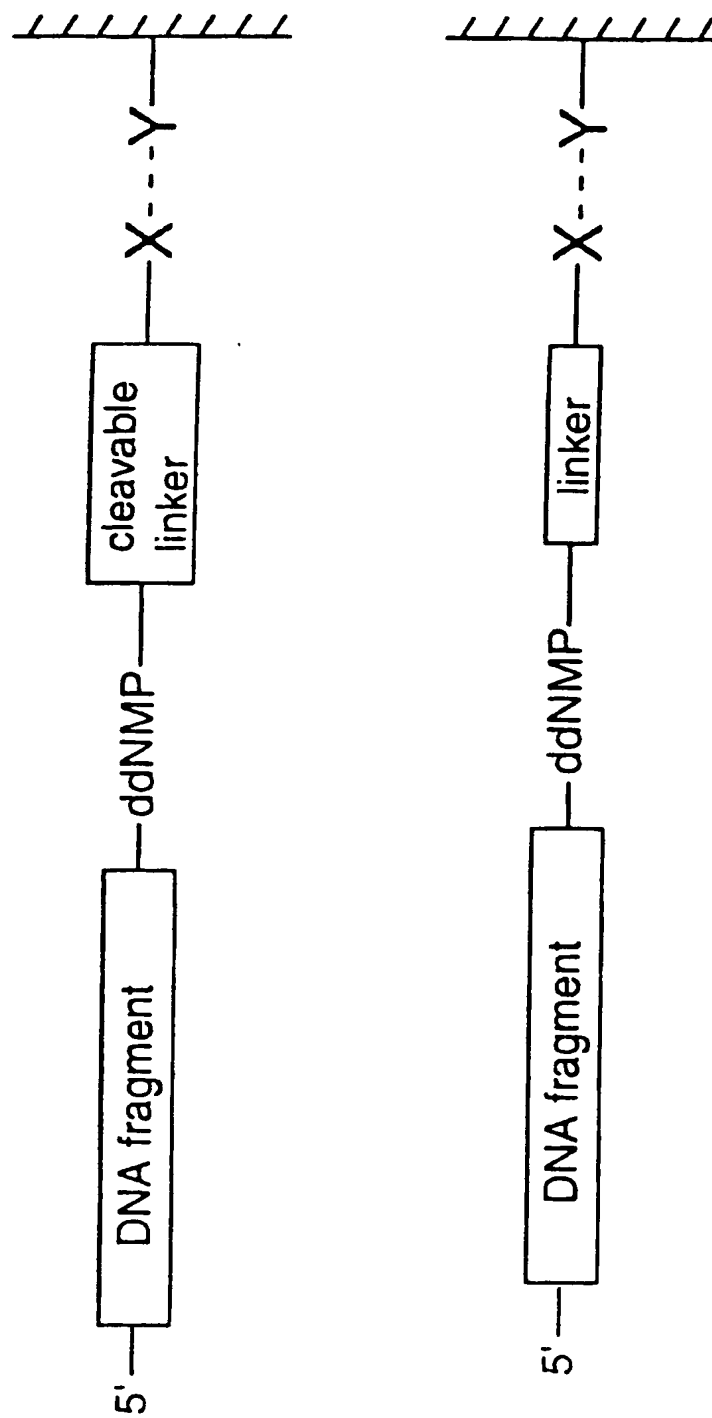 5'
DNA fragment
ddNMP
cleavable
linker
X---Y
5'
DNA fragment
ddNMP
linker
X---Y